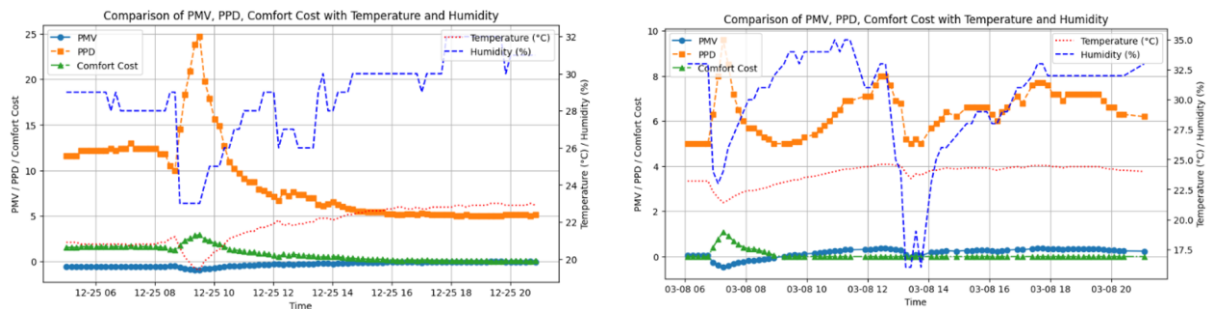 Comparison of PMV, PPD, Comfort Cost with Temperature and Humidity
PMV
PPD
Comfort Cost
Temperature (°C)
Humidity (%)
25
20
15
10
5
0
PMV / PPD / Comfort Cost
32
30
28
26
24
22
20
Temperature (°C) / Humidity (%)
12-25 06
12-25 08
12-25 10
12-25 12
12-25 14
12-25 16
12-25 18
12-25 20
Time
Comparison of PMV, PPD, Comfort Cost with Temperature and Humidity
PMV
PPD
Comfort Cost
Temperature (°C)
Humidity (%)
10
8
6
4
2
0
PMV / PPD / Comfort Cost
35.0
32.5
30.0
27.5
25.0
22.5
20.0
17.5
Temperature (°C) / Humidity (%)
03-08 06
03-08 08
03-08 10
03-08 12
03-08 14
03-08 16
03-08 18
03-08 20
Time